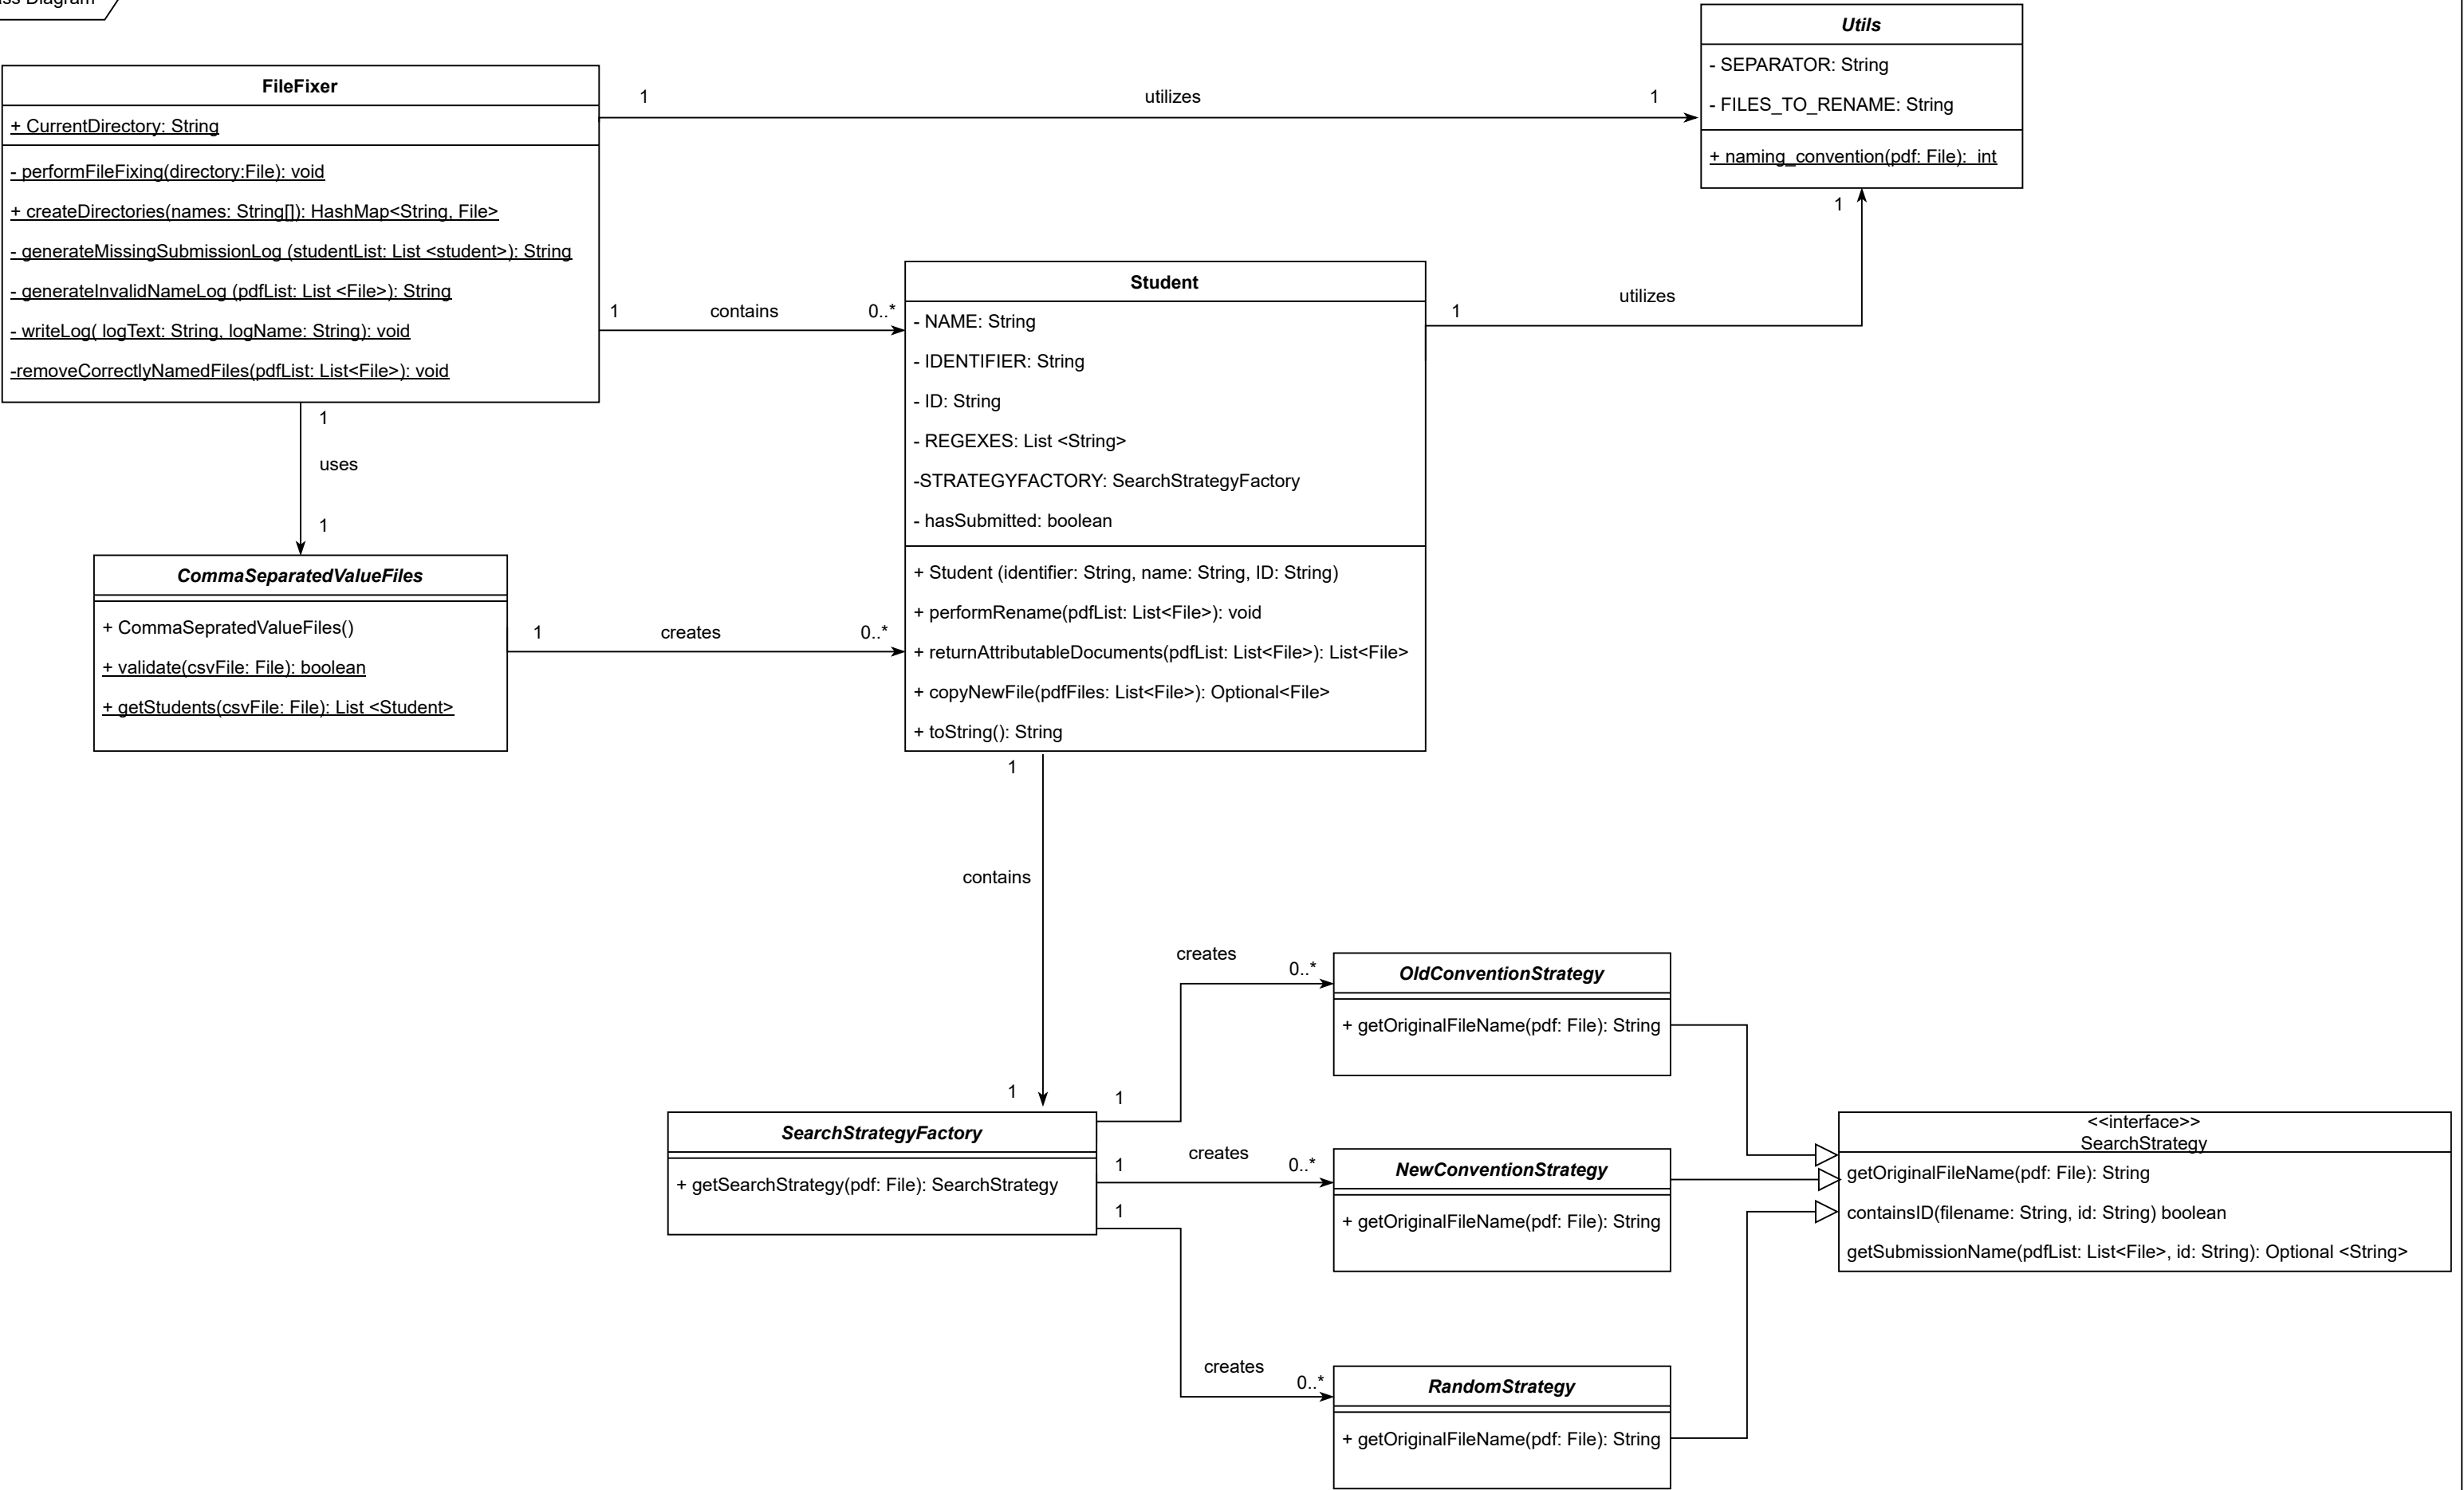 Diagram
Utils
- SEPARATOR: String
- FILES_TO_RENAME: String
+ naming_convention(pdf: File):  int
FileFixer
+ CurrentDirectory: String
- performFileFixing(directory:File): void
+ createDirectories(names: String[]): HashMap<String, File>
- generateMissingSubmissionLog (studentList: List <student>): String
- generateInvalidNameLog (pdfList: List <File>): String
- writeLog( logText: String, logName: String): void
-removeCorrectlyNamedFiles(pdfList: List<File>): void
1
utilizes
1
1
contains
0..*
1
utilizes
1
1
uses
1
Student
- NAME: String
- IDENTIFIER: String
- ID: String
- REGEXES: List <String>
-STRATEGYFACTORY: SearchStrategyFactory
- hasSubmitted: boolean
+ Student (identifier: String, name: String, ID: String)
+ performRename(pdfList: List<File>): void
+ returnAttributableDocuments(pdfList: List<File>): List<File>
+ copyNewFile(pdfFiles: List<File>): Optional<File>
+ toString(): String
CommaSeparatedValueFiles
+ CommaSepratedValueFiles()
+ validate(csvFile: File): boolean
+ getStudents(csvFile: File): List <Student>
1
creates
0..*
1
contains
1
SearchStrategyFactory
+ getSearchStrategy(pdf: File): SearchStrategy
1
creates
0..*
1
creates
0..*
1
creates
0..*
OldConventionStrategy
+ getOriginalFileName(pdf: File): String
NewConventionStrategy
+ getOriginalFileName(pdf: File): String
RandomStrategy
+ getOriginalFileName(pdf: File): String
<<interface>>
SearchStrategy
getOriginalFileName(pdf: File): String
containsID(filename: String, id: String) boolean
getSubmissionName(pdfList: List<File>, id: String): Optional <String>